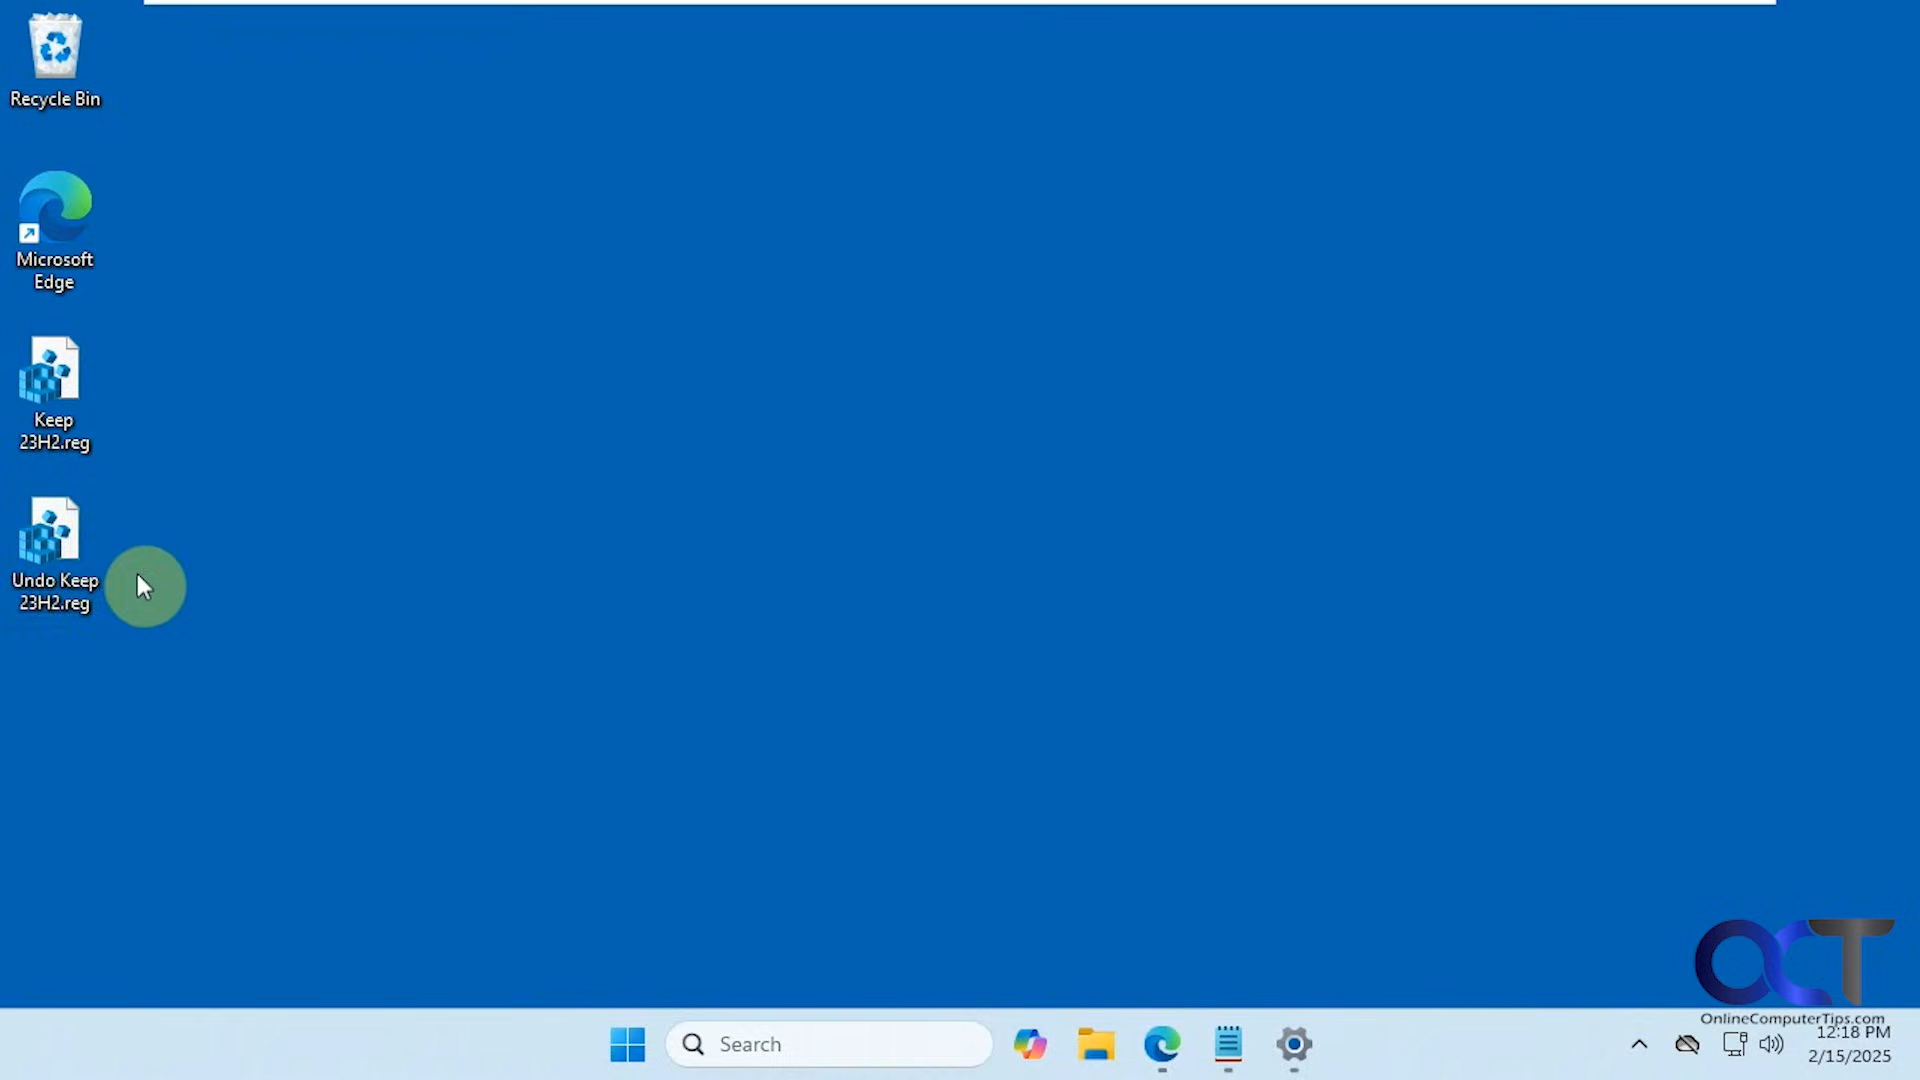 Recycle Bin
Microsoft
Edge
Keep
23H2.reg
Undo Keep
23H2.reg
OCT
OnlineComputerTips.com
Search
12:18 PM
2/15/2025